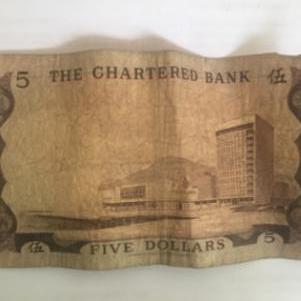 5 THE CHARTERED BANK 伍
伍 FIVE DOLLARS 5